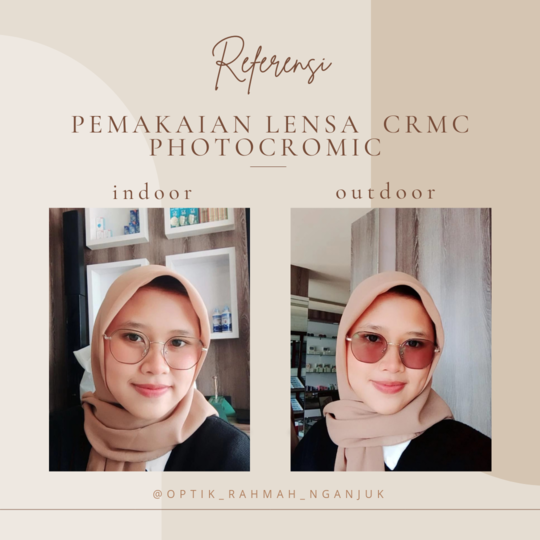 Referensi
PEMAKAIAN LENSA CRMC
PHOTOCROMIC
indoor
outdoor
@OPTIK_RAHMAH_NGANJUK